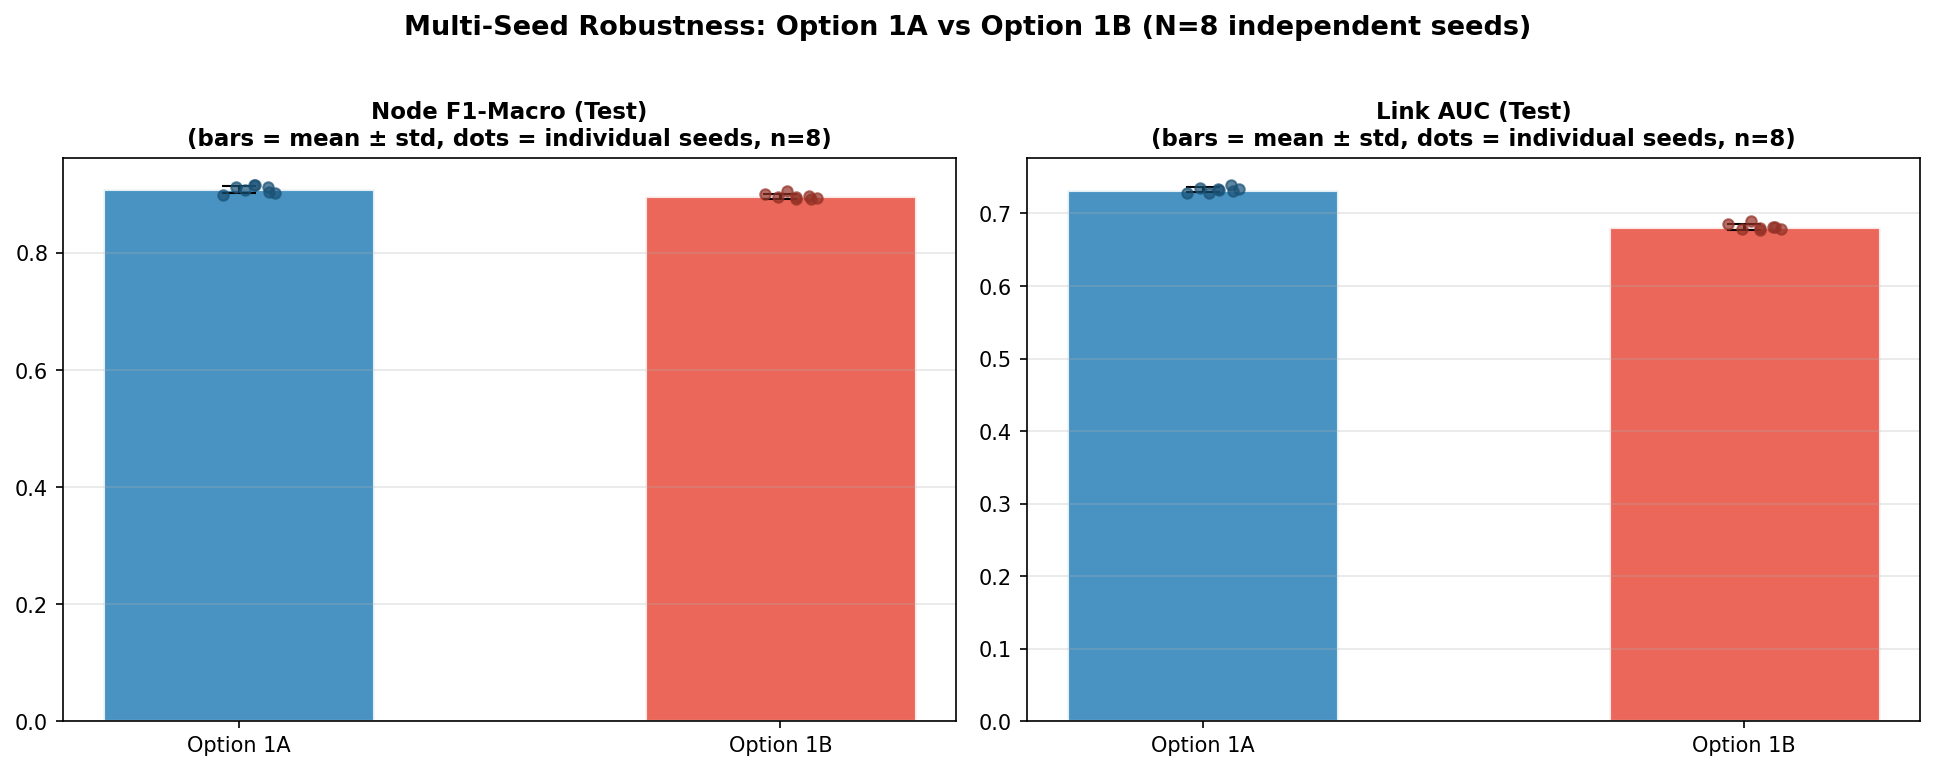 Multi-Seed Robustness: Option 1A vs Option 1B (N=8 independent seeds)
Node F1-Macro (Test)
(bars = mean ± std, dots = individual seeds, n=8)
0.8
0.6
0.4
0.2
0.0
Option 1A
Option 1B
Link AUC (Test)
(bars = mean ± std, dots = individual seeds, n=8)
0.7
0.6
0.5
0.4
0.3
0.2
0.1
0.0
Option 1A
Option 1B